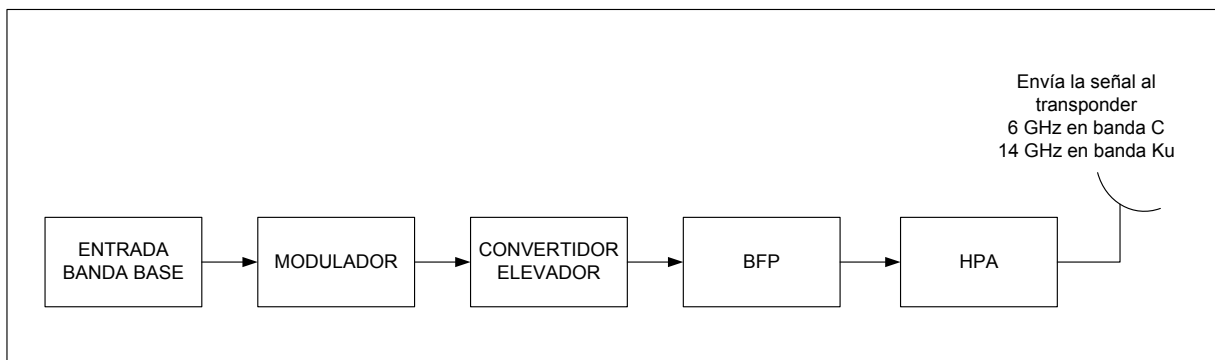 Envía la señal al
transponder
6 GHz en banda C
14 GHz en banda Ku
ENTRADA
BANDA BASE
MODULADOR
CONVERTIDOR
ELEVADOR
BFP
HPA